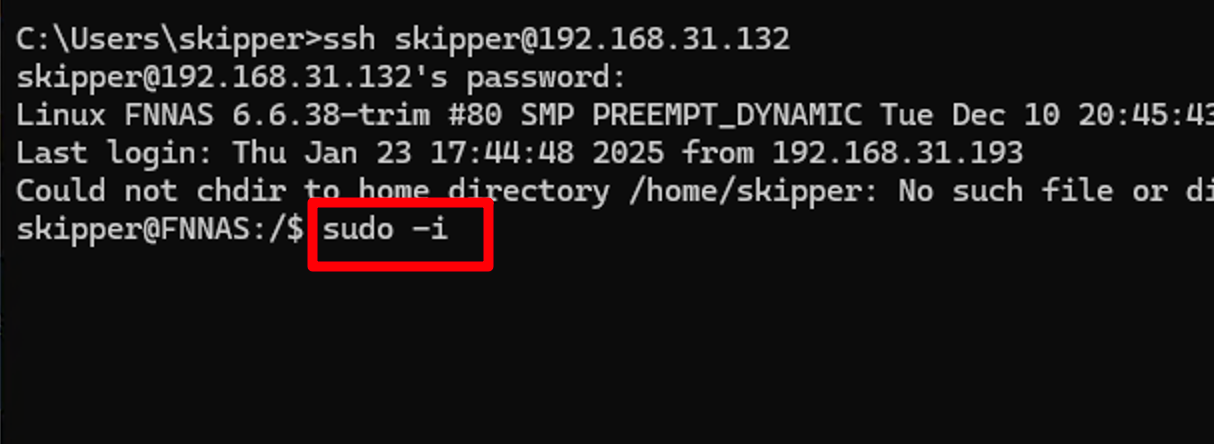 C:\Users\skipper>ssh skipper@192.168.31.132
skipper@192.168.31.132's password:
Linux FNNAS 6.6.38-trim #80 SMP PREEMPT_DYNAMIC Tue Dec 10 20:45:43
Last login: Thu Jan 23 17:44:48 2025 from 192.168.31.193
Could not chdir to home directory /home/skipper: No such file or di
skipper@FNNAS:/$ sudo -i